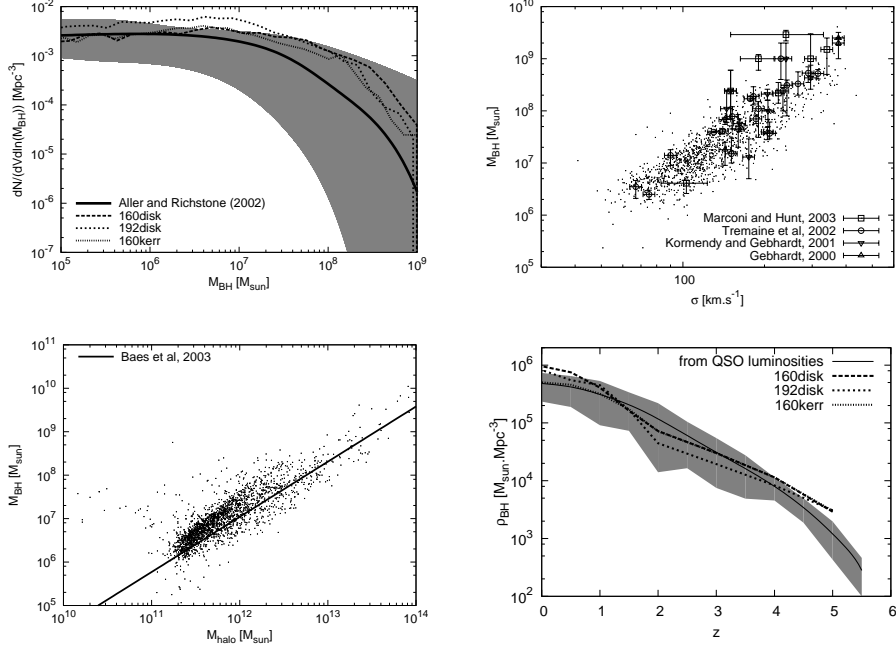 dN/(dVdln(M_BH)) [Mpc^-3]
10^-2
10^-3
10^-4
10^-5
10^-6
10^-7
Aller and Richstone (2002)
160disk
192disk
160kerr
10^5 10^6 10^7 10^8 10^9
M_BH [M_sun]
M_BH [M_sun]
10^10
10^9
10^8
10^7
10^6
10^5
Marconi and Hunt, 2003
Tremaine et al, 2002
Kormendy and Gebhardt, 2001
Gebhardt, 2000
100
σ [km.s^-1]
M_BH [M_sun]
10^11
10^10
10^9
10^8
10^7
10^6
10^5
Baes et al, 2003
10^10 10^11 10^12 10^13 10^14
M_halo [M_sun]
ρ_BH [M_sun.Mpc^-3]
10^6
10^5
10^4
10^3
10^2
from QSO luminosities
160disk
192disk
160kerr
0 1 2 3 4 5 6
z